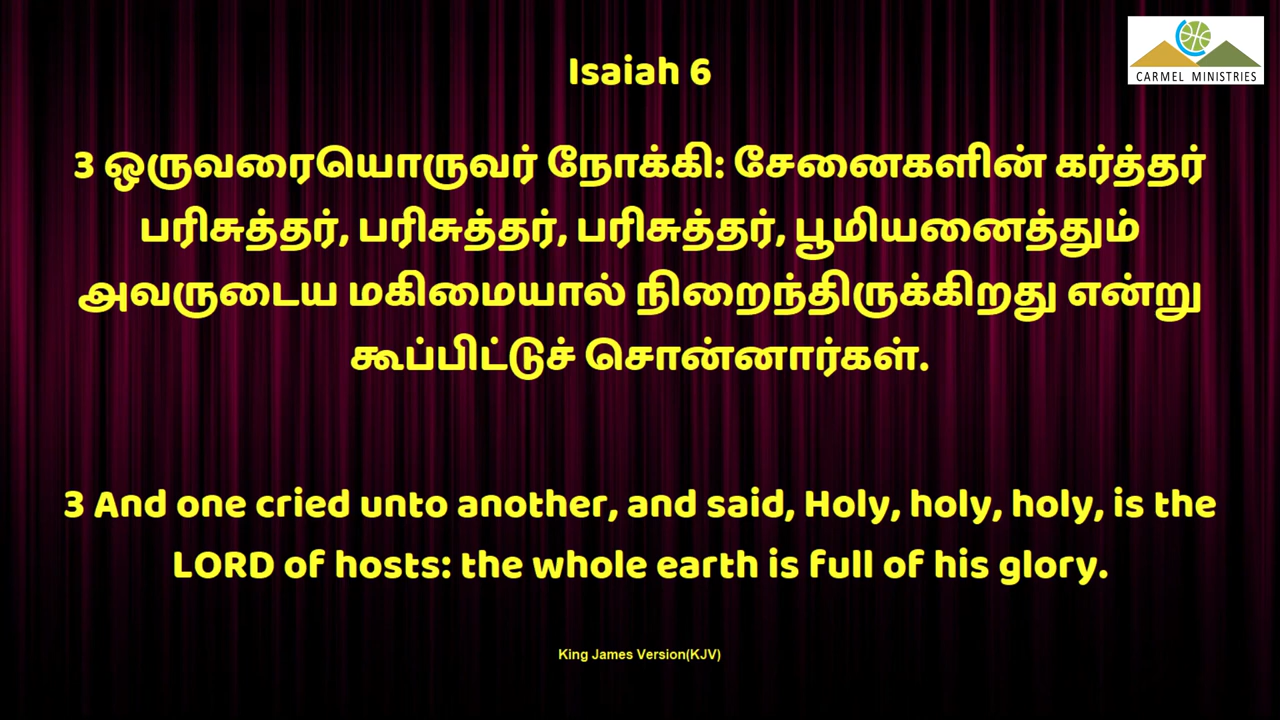 CARMEL MINISTRIES
Isaiah 6
3 ஒருவரையொருவர் நோக்கி: சேனைகளின் கர்த்தர்
பரிசுத்தர், பரிசுத்தர், பரிசுத்தர், பூமியனைத்தும்
அவருடைய மகிமையால் நிறைந்திருக்கிறது என்று
கூப்பிட்டுச் சொன்னார்கள்.
3 And one cried unto another, and said, Holy, holy, holy, is the
LORD of hosts: the whole earth is full of his glory.
King James Version(KJV)